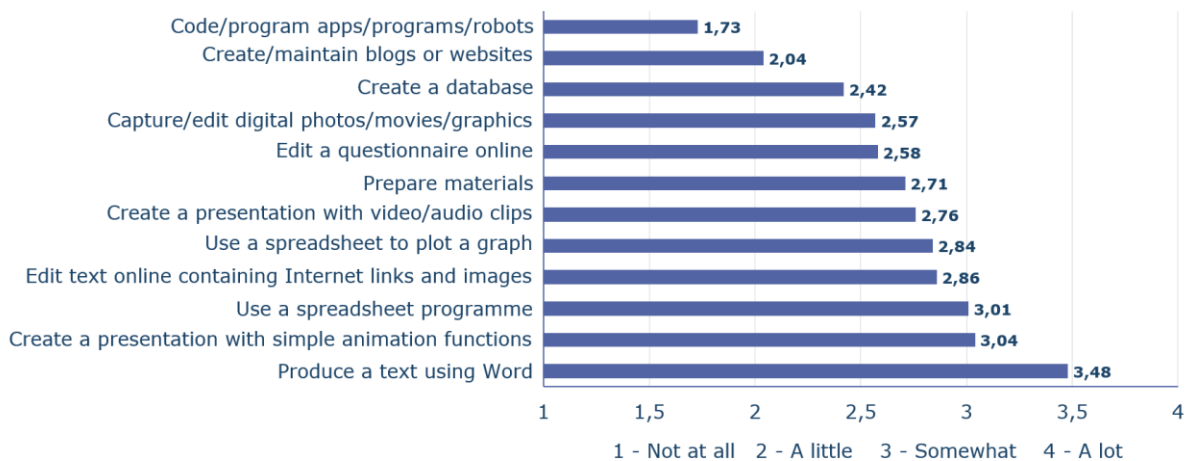 Code/program apps/programs/robots 1,73
Create/maintain blogs or websites 2,04
Create a database 2,42
Capture/edit digital photos/movies/graphics 2,57
Edit a questionnaire online 2,58
Prepare materials 2,71
Create a presentation with video/audio clips 2,76
Use a spreadsheet to plot a graph 2,84
Edit text online containing Internet links and images 2,86
Use a spreadsheet programme 3,01
Create a presentation with simple animation functions 3,04
Produce a text using Word 3,48
1 1,5 2 2,5 3 3,5 4
1 - Not at all 2 - A little 3 - Somewhat 4 - A lot